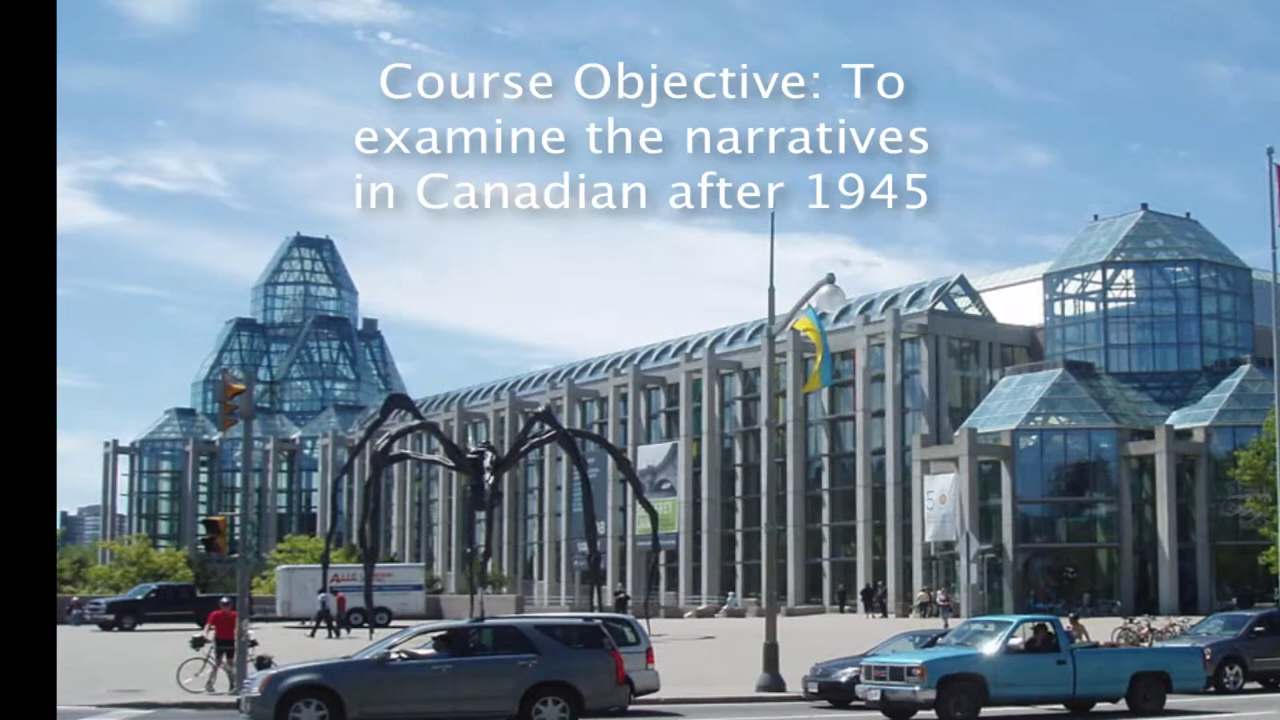 Course Objective: To
examine the narratives
in Canadian after 1945